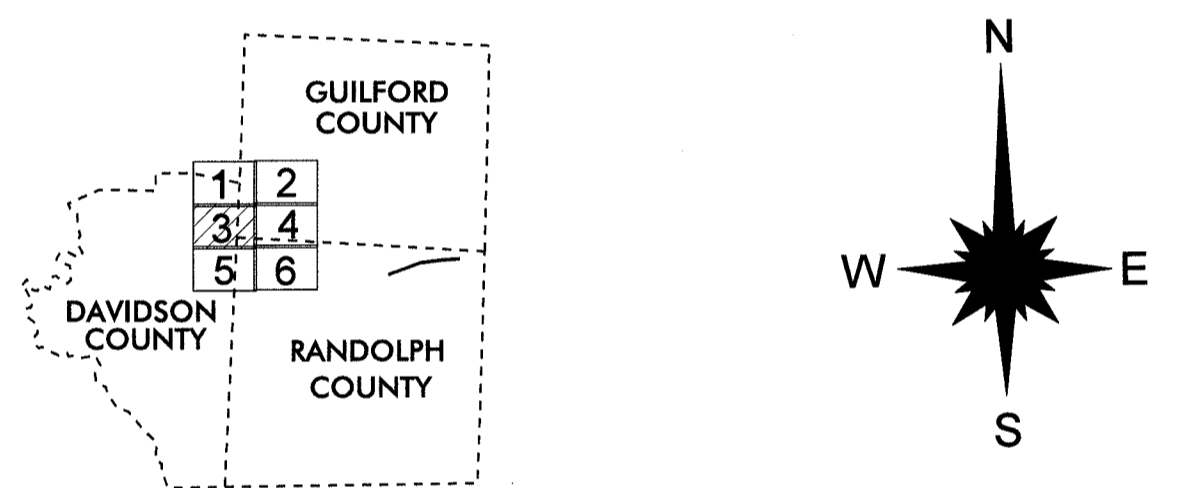 N
GUILFORD
COUNTY
1 2
3 4
W E
5 6
DAVIDSON
COUNTY
RANDOLPH
COUNTY
S